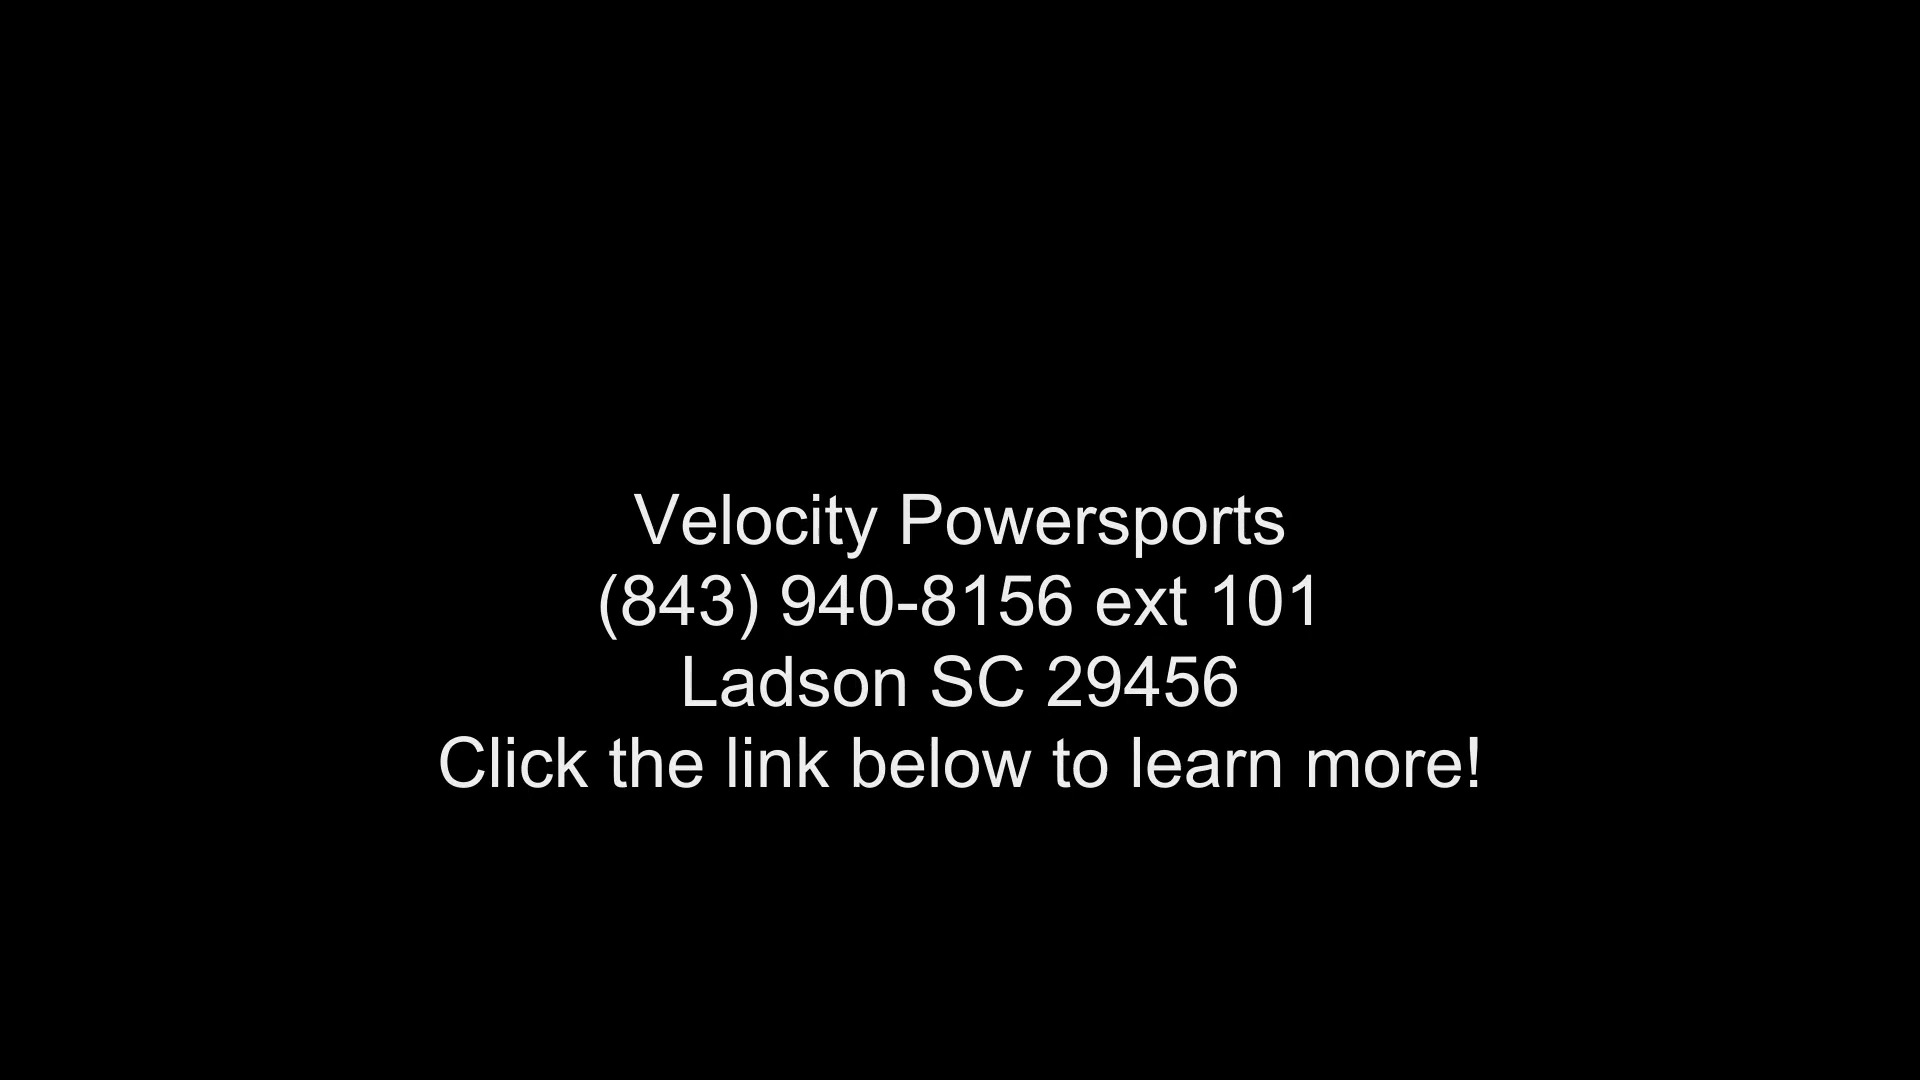 Velocity Powersports
(843) 940-8156 ext 101
Ladson SC 29456
Click the link below to learn more!